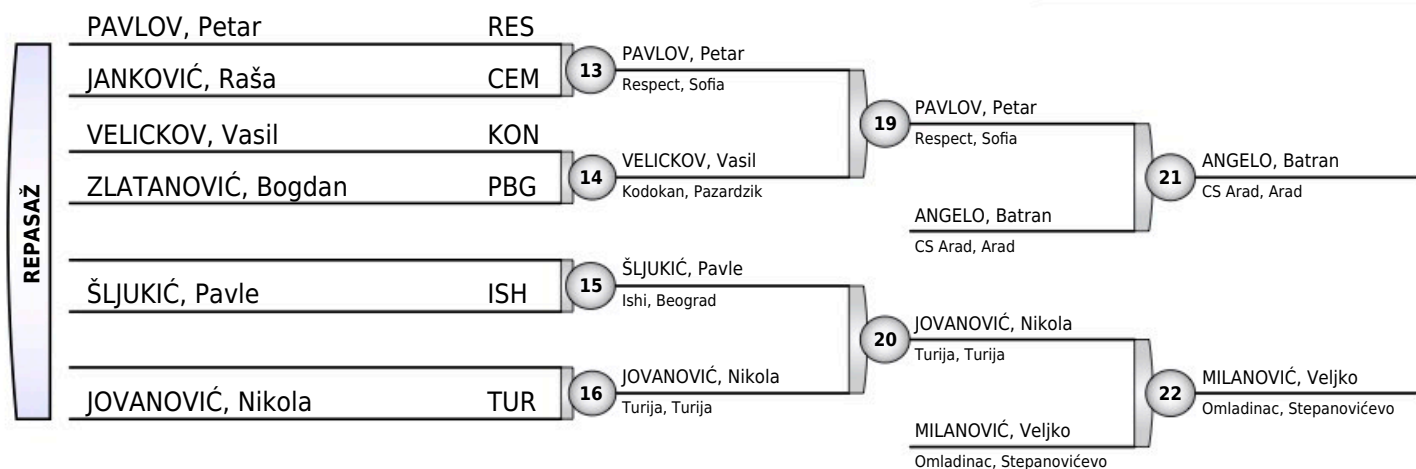 REPASAŽ
PAVLOV, Petar RES
JANKOVIĆ, Raša CEM
VELICKOV, Vasil KON
ZLATANOVIĆ, Bogdan PBG
ŠLJUKIĆ, Pavle ISH
JOVANOVIĆ, Nikola TUR
13
PAVLOV, Petar
Respect, Sofia
14
VELICKOV, Vasil
Kodokan, Pazardzik
15
ŠLJUKIĆ, Pavle
Ishi, Beograd
16
JOVANOVIĆ, Nikola
Turija, Turija
19
PAVLOV, Petar
Respect, Sofia
ANGELO, Batran
CS Arad, Arad
20
JOVANOVIĆ, Nikola
Turija, Turija
MILANOVIĆ, Veljko
Omladinac, Stepanovićevo
21
ANGELO, Batran
CS Arad, Arad
22
MILANOVIĆ, Veljko
Omladinac, Stepanovićevo